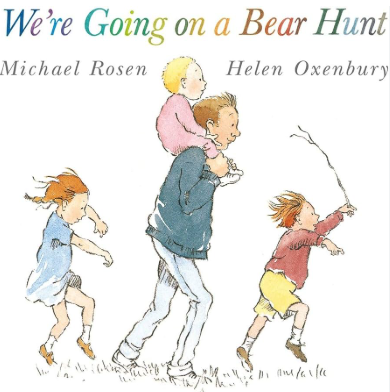 We're Going on a Bear Hunt
Michael Rosen Helen Oxenbury